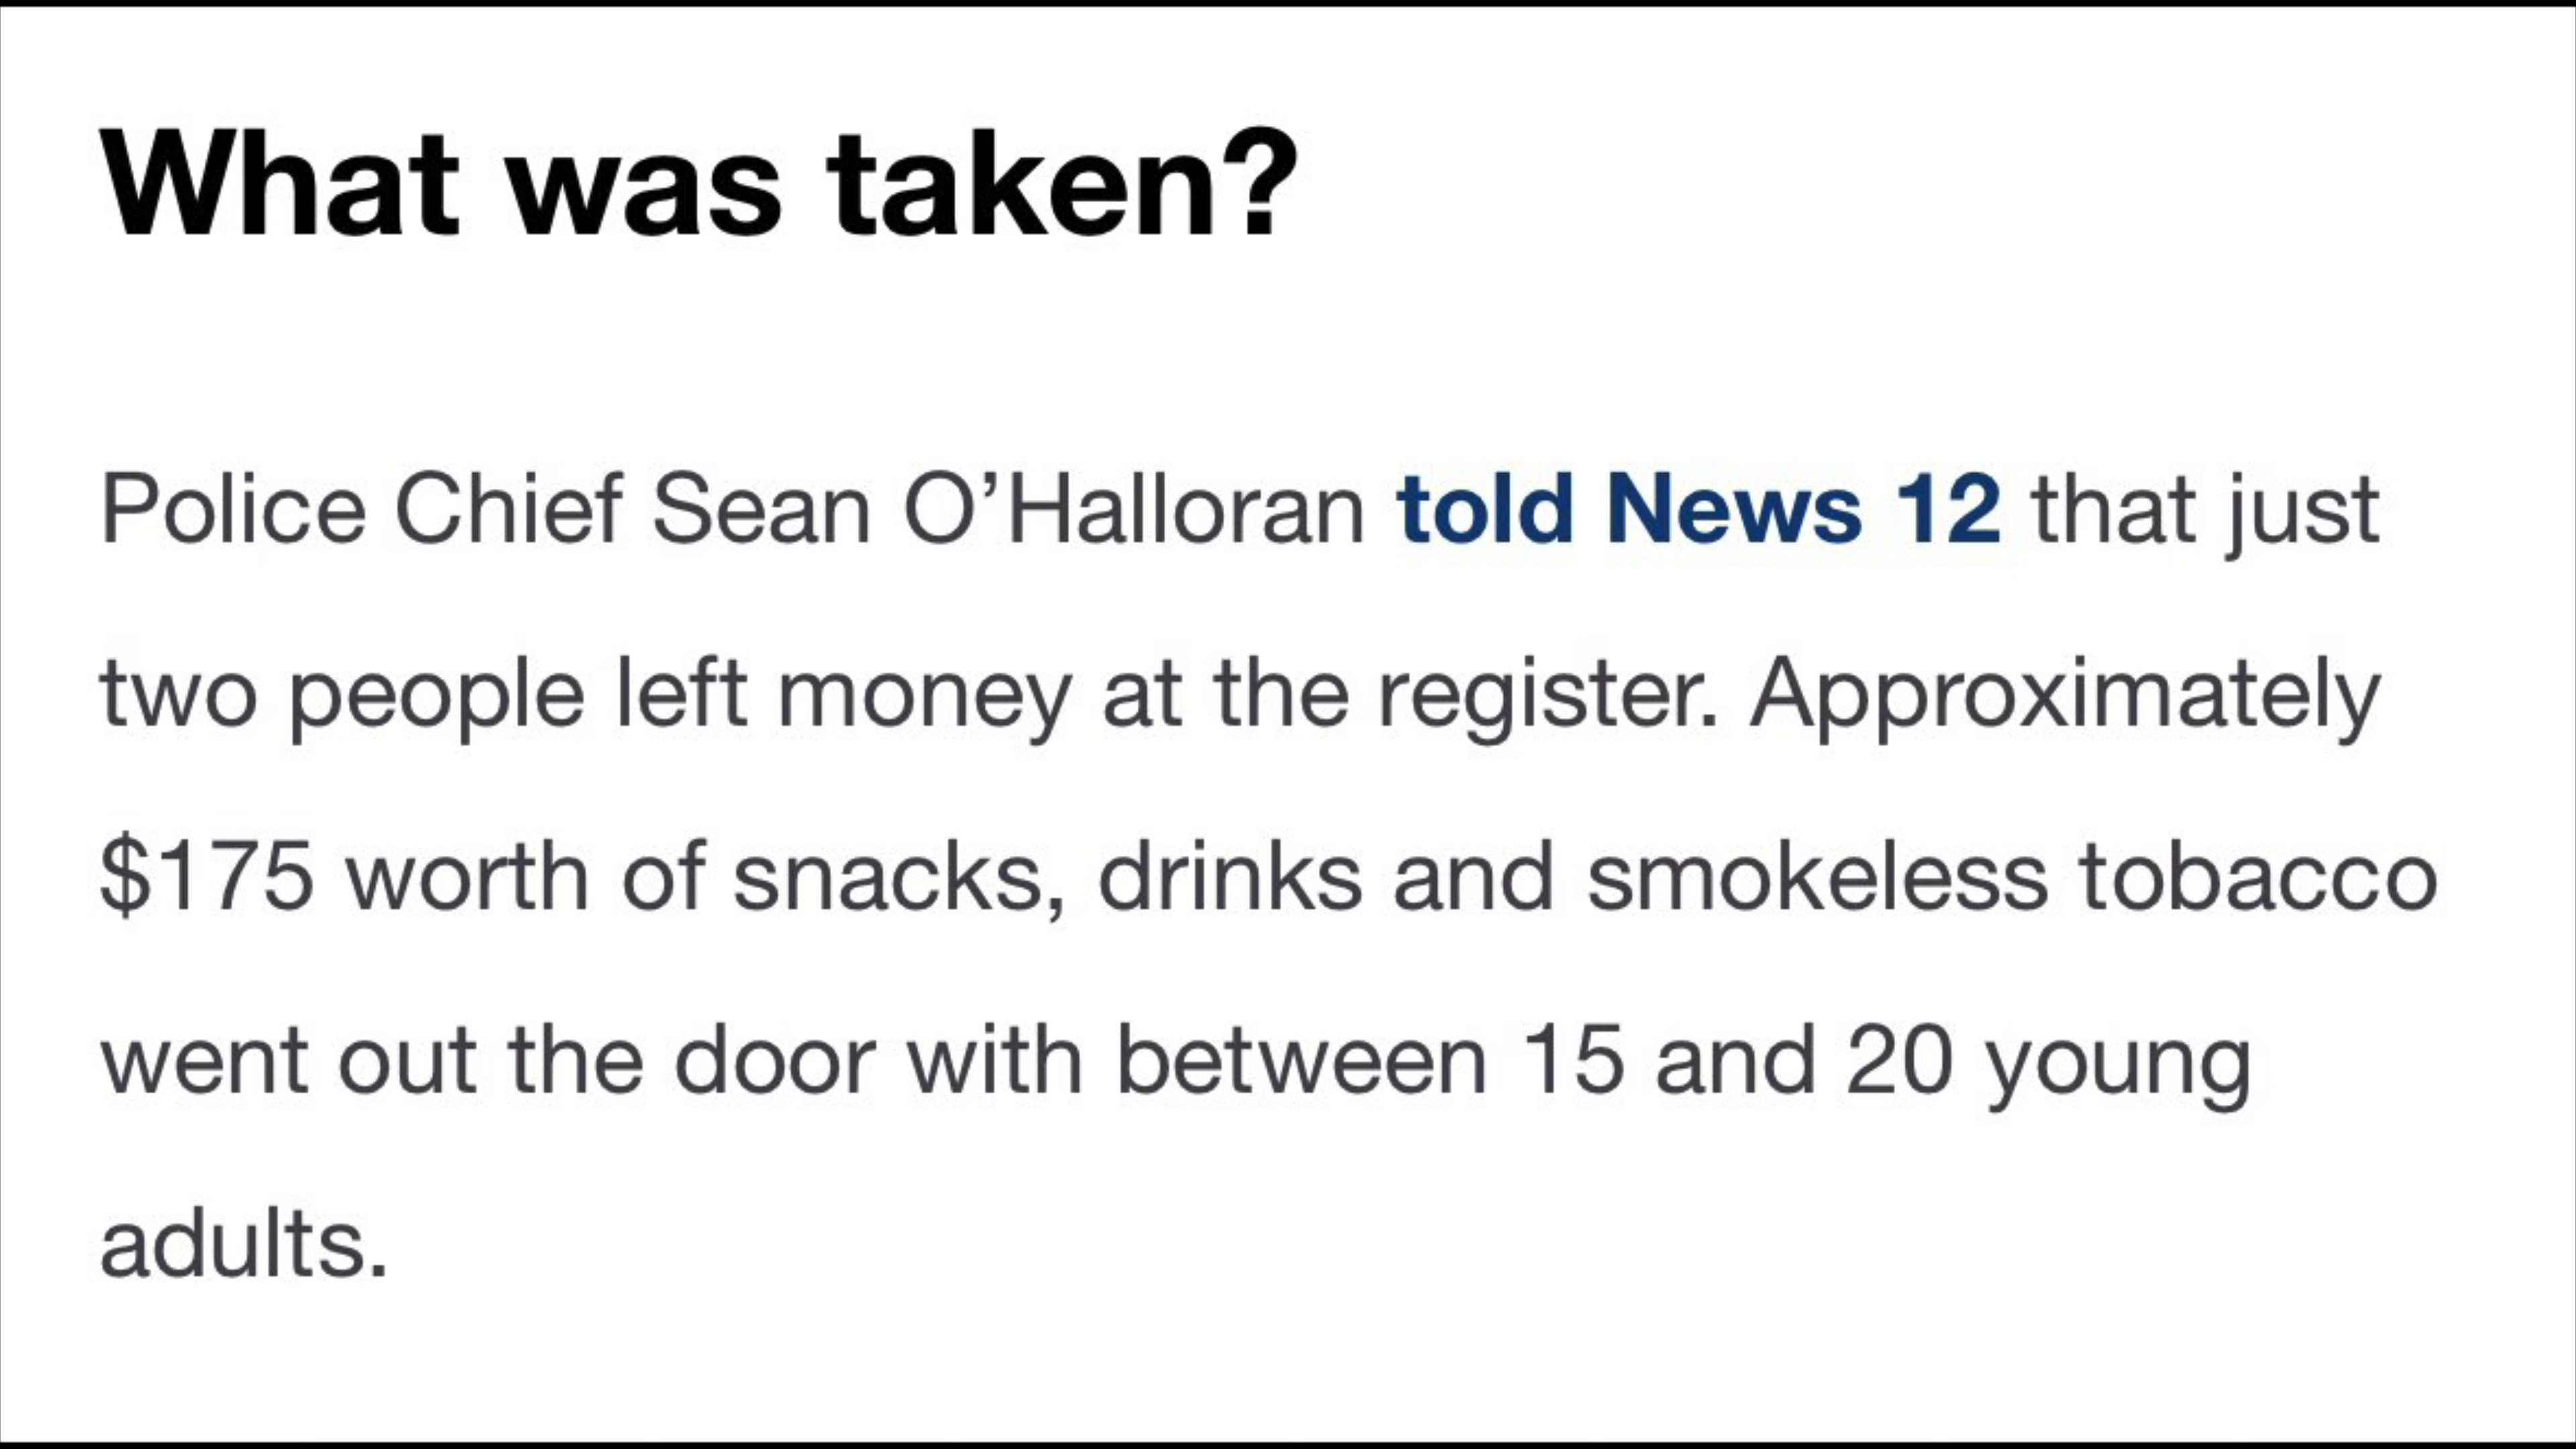 What was taken?
Police Chief Sean O’Halloran told News 12 that just
two people left money at the register. Approximately
$175 worth of snacks, drinks and smokeless tobacco
went out the door with between 15 and 20 young
adults.